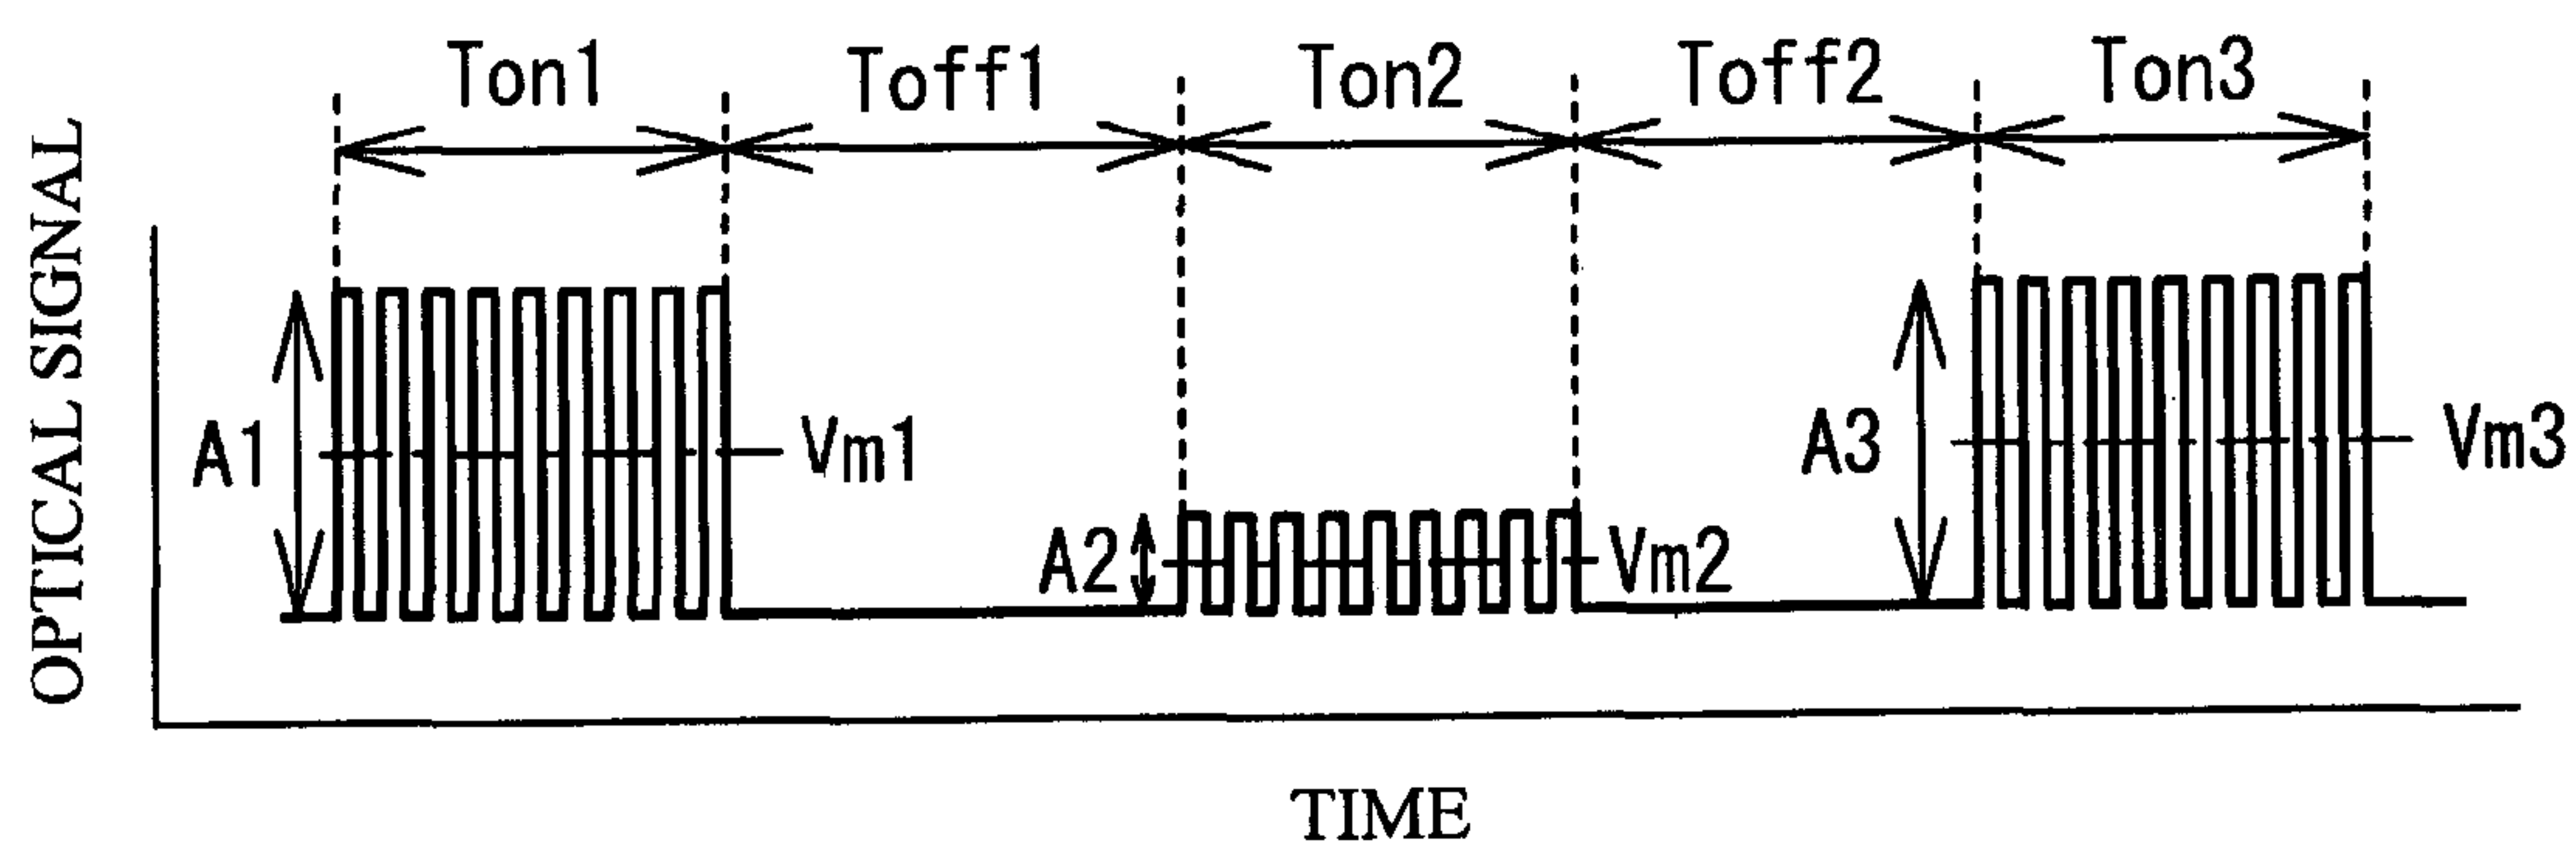 Ton1 Toff1 Ton2 Toff2 Ton3
OPTICAL SIGNAL
A1 Vm1 A2 Vm2 A3 Vm3
TIME